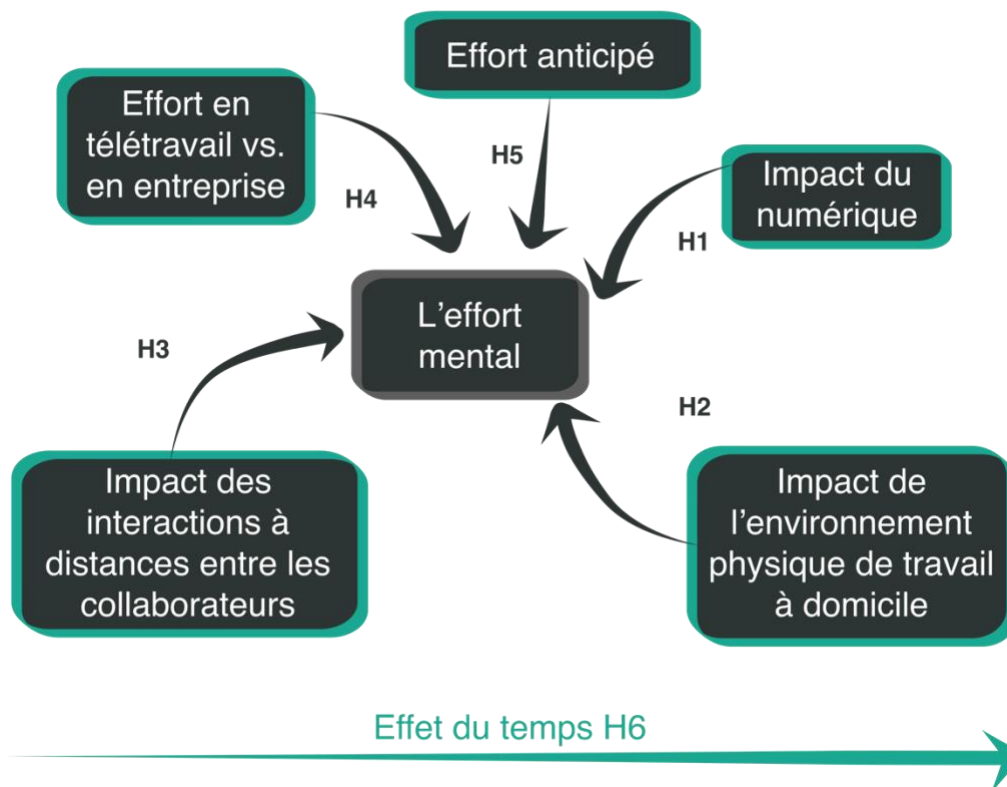 Effort anticipé
Effort en
télétravail vs.
en entreprise
H5
H4
Impact du
numérique
H1
L'effort
mental
H3
H2
Impact des
interactions à
distances entre les
collaborateurs
Impact de
l'environnement
physique de travail
à domicile
Effet du temps H6